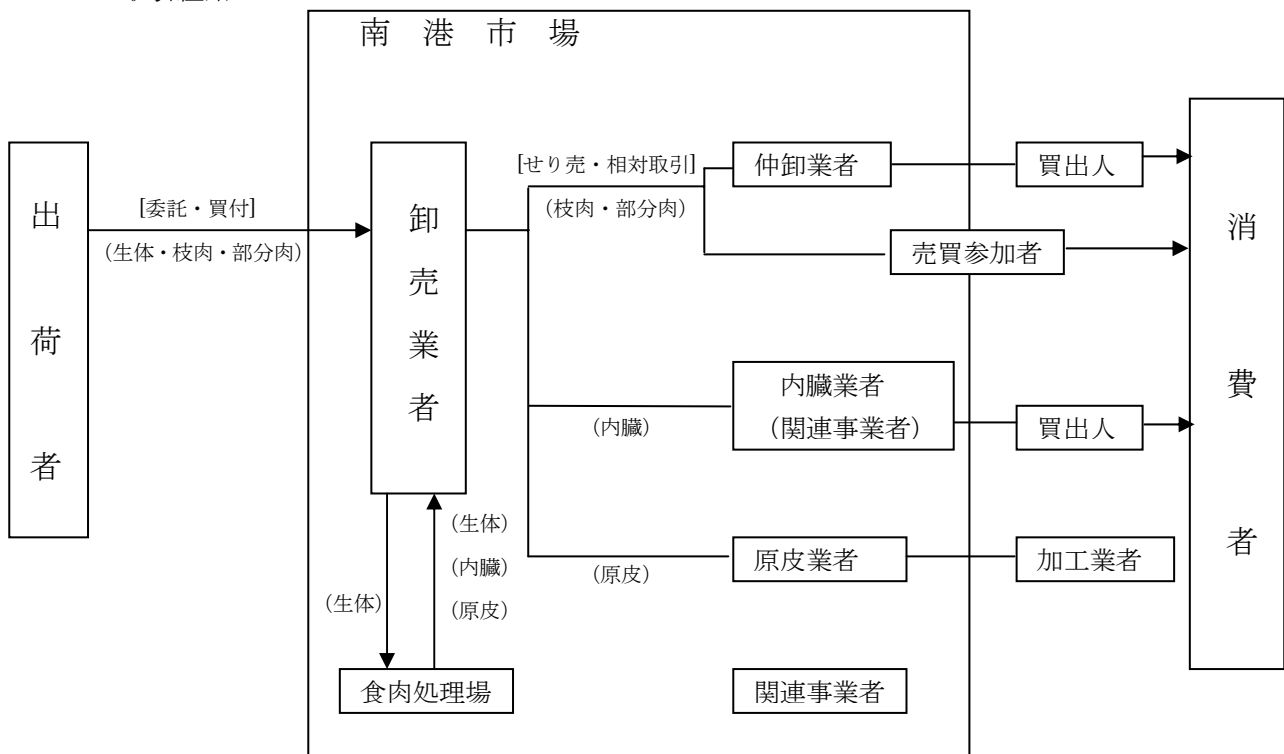 南港市場
出荷者
[委託・買付]
(生体・枝肉・部分肉)
卸売業者
[せり売・相対取引]
(枝肉・部分肉)
仲卸業者
買出人
売買参加者
消費者
内臓業者
(関連事業者)
(内臓)
買出人
(生体)
(内臓)
(原皮)
(生体)
(原皮)
原皮業者
加工業者
食肉処理場
関連事業者